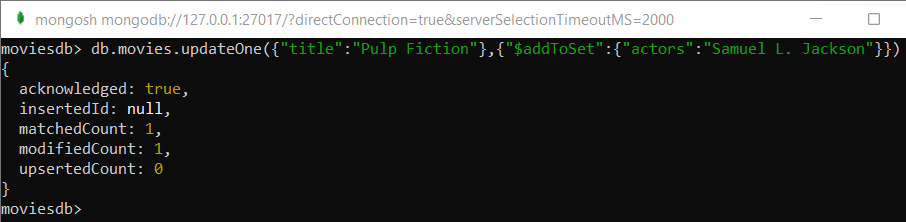 mongosh mongodb://127.0.0.1:27017/?directConnection=true&serverSelectionTimeoutMS=2000
moviesdb> db.movies.updateOne({"title":"Pulp Fiction"},{"$addToSet":{"actors":"Samuel L. Jackson"}})
{
  acknowledged: true,
  insertedId: null,
  matchedCount: 1,
  modifiedCount: 1,
  upsertedCount: 0
}
moviesdb>